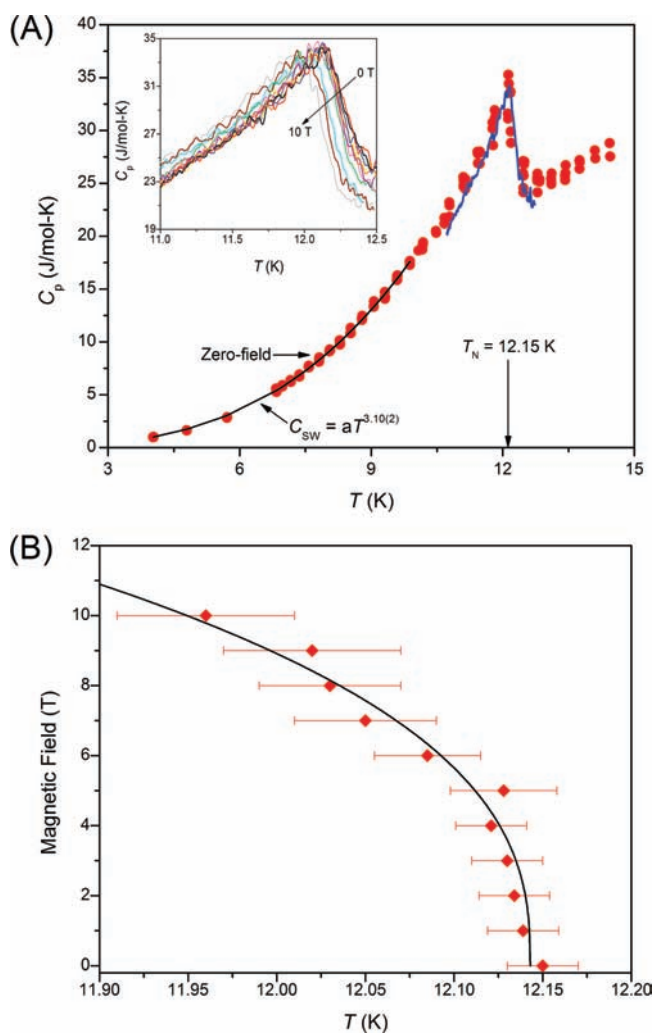 (A)
40
35
30
25
20
15
10
5
0
C_p (J/mol-K)
3 6 9 12 15
T (K)
35
31
27
23
19
C_p (J/mol-K)
11.0 11.5 12.0 12.5
T (K)
0 T
10 T
Zero-field
C_SW = aT^3.10(2)
T_N = 12.15 K
(B)
12
10
8
6
4
2
0
Magnetic Field (T)
11.90 11.95 12.00 12.05 12.10 12.15 12.20
T (K)